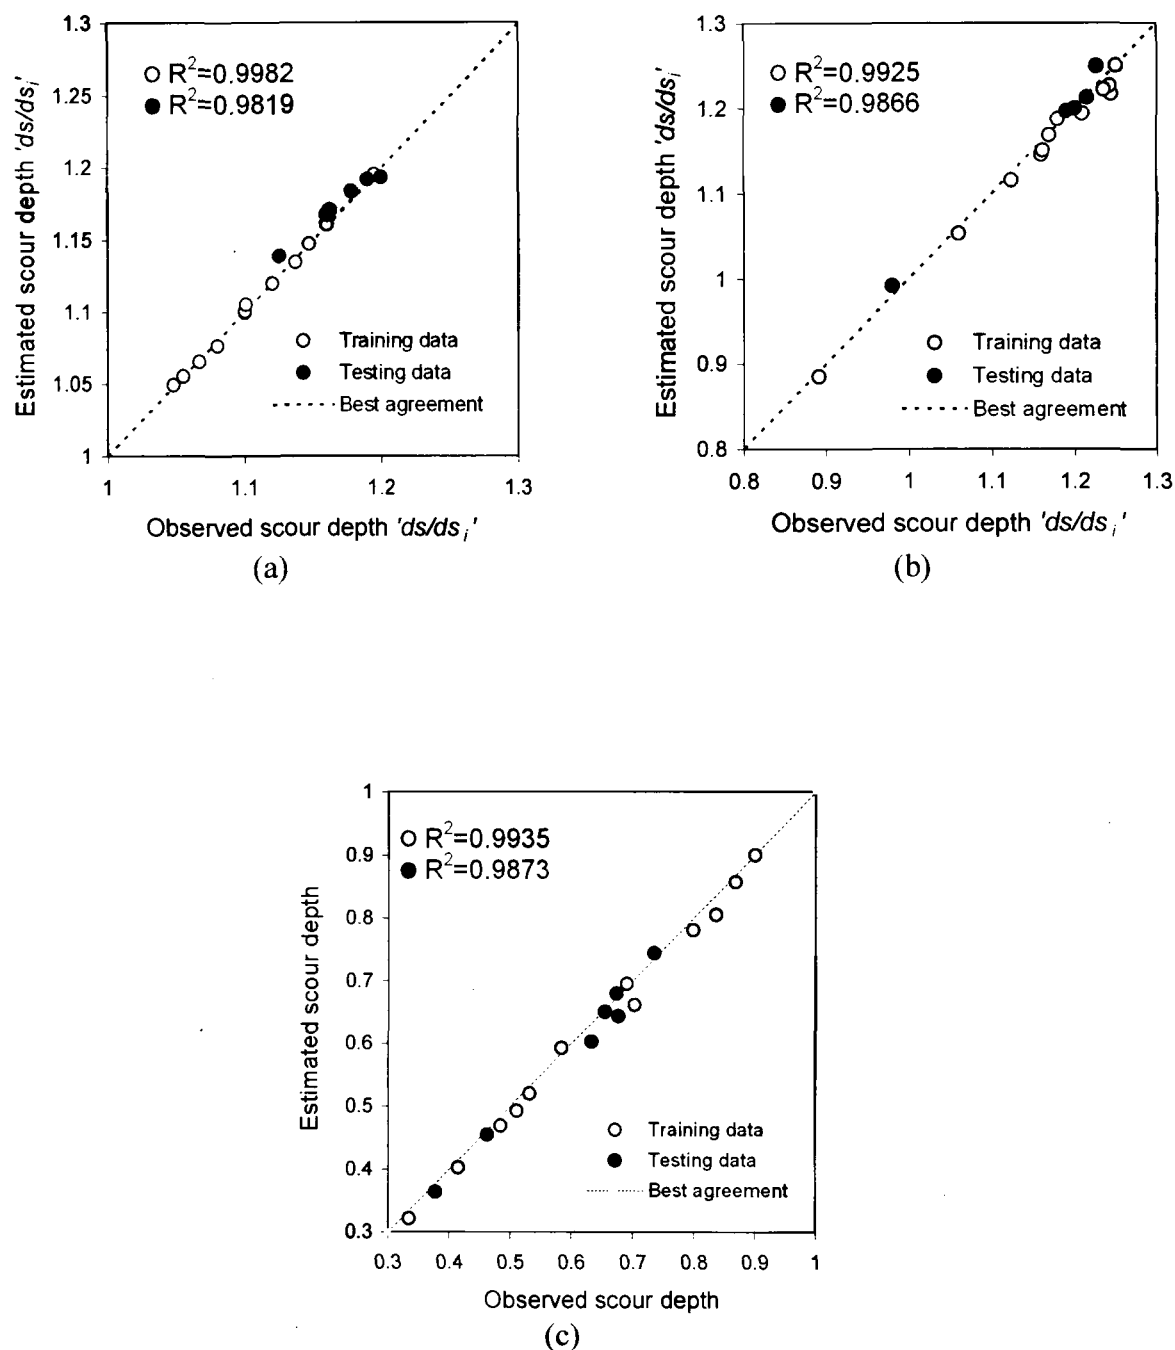 1.3
1.25
1.2
1.15
1.1
1.05
1
Estimated scour depth 'ds/ds_i'
R²=0.9982
R²=0.9819
Training data
Testing data
Best agreement
1 1.1 1.2 1.3
Observed scour depth 'ds/ds_i'
(a)
1.3
1.2
1.1
1
0.9
0.8
Estimated scour depth 'ds/ds_i'
R²=0.9925
R²=0.9866
Training data
Testing data
Best agreement
0.8 0.9 1 1.1 1.2 1.3
Observed scour depth 'ds/ds_i'
(b)
1
0.9
0.8
0.7
0.6
0.5
0.4
0.3
Estimated scour depth
R²=0.9935
R²=0.9873
Training data
Testing data
Best agreement
0.3 0.4 0.5 0.6 0.7 0.8 0.9 1
Observed scour depth
(c)